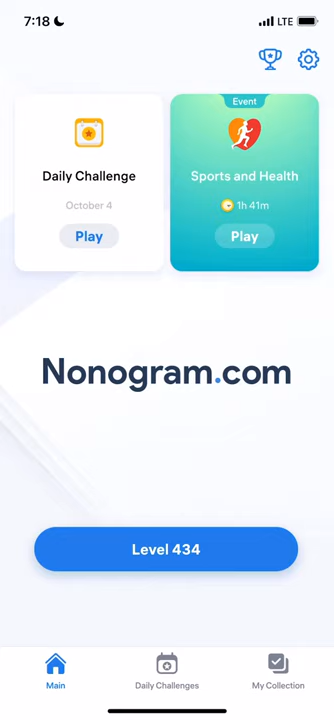 7:18
LTE
Event
Daily Challenge
October 4
Play
Sports and Health
1h 41m
Play
Nonogram.com
Level 434
Main
Daily Challenges
My Collection